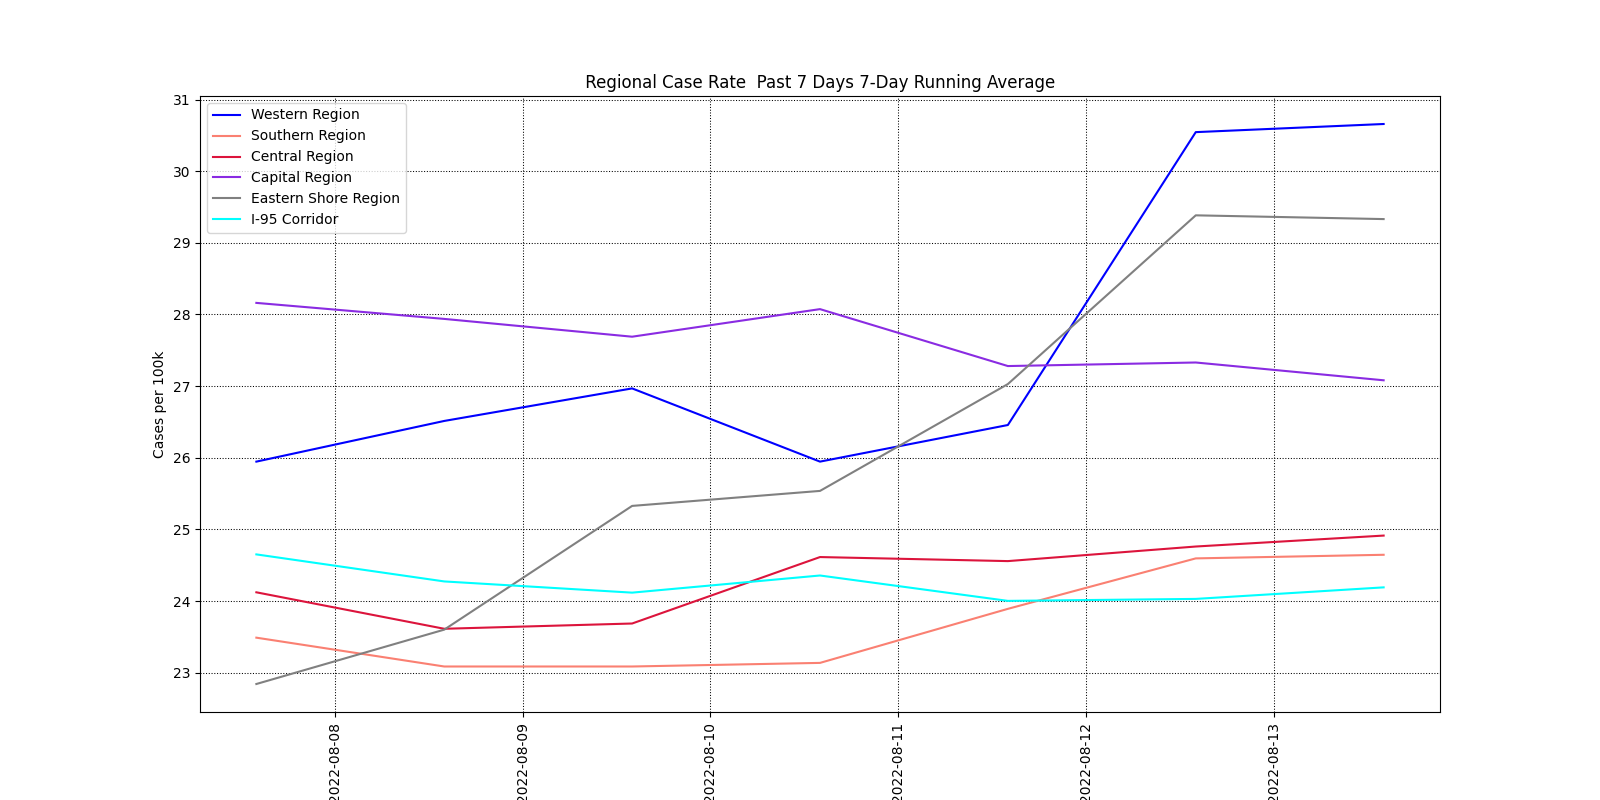 Regional Case Rate  Past 7 Days 7-Day Running Average
31
30
29
28
27
26
25
24
23
Cases per 100k
Western Region
Southern Region
Central Region
Capital Region
Eastern Shore Region
I-95 Corridor
2022-08-08
2022-08-09
2022-08-10
2022-08-11
2022-08-12
2022-08-13